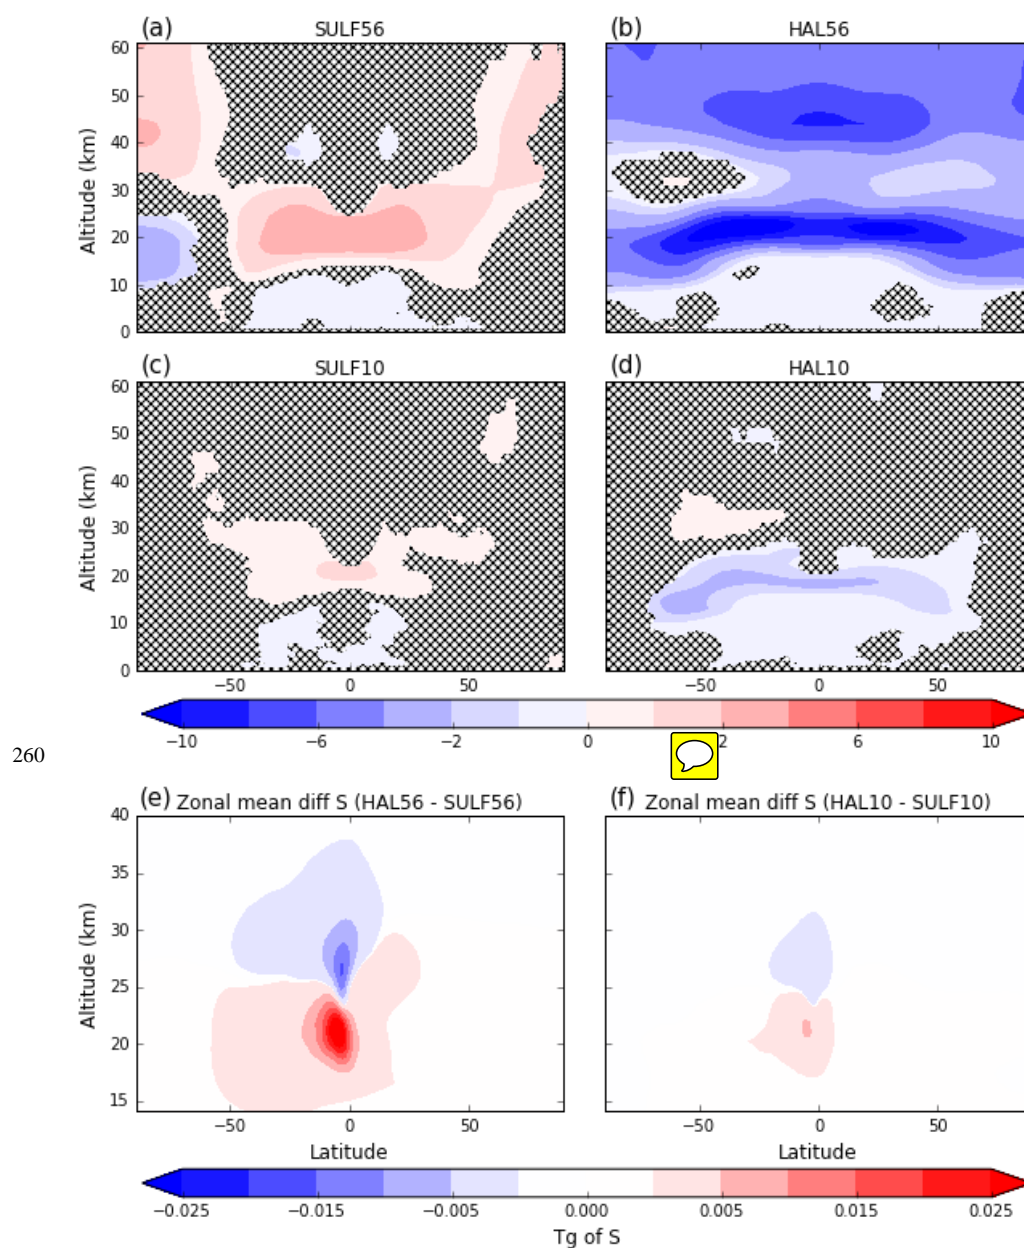 (a) SULF56
(b) HAL56
60
50
40
30
20
10
0
Altitude (km)
(c) SULF10
(d) HAL10
60
50
40
30
20
10
0
Altitude (km)
−50 0 50
−50 0 50
−10 −6 −2 0 2 6 10
260
(e) Zonal mean diff S (HAL56 - SULF56)
(f) Zonal mean diff S (HAL10 - SULF10)
40
35
30
25
20
15
Altitude (km)
−50 0 50
−50 0 50
Latitude
Latitude
−0.025 −0.015 −0.005 0.000 0.005 0.015 0.025
Tg of S